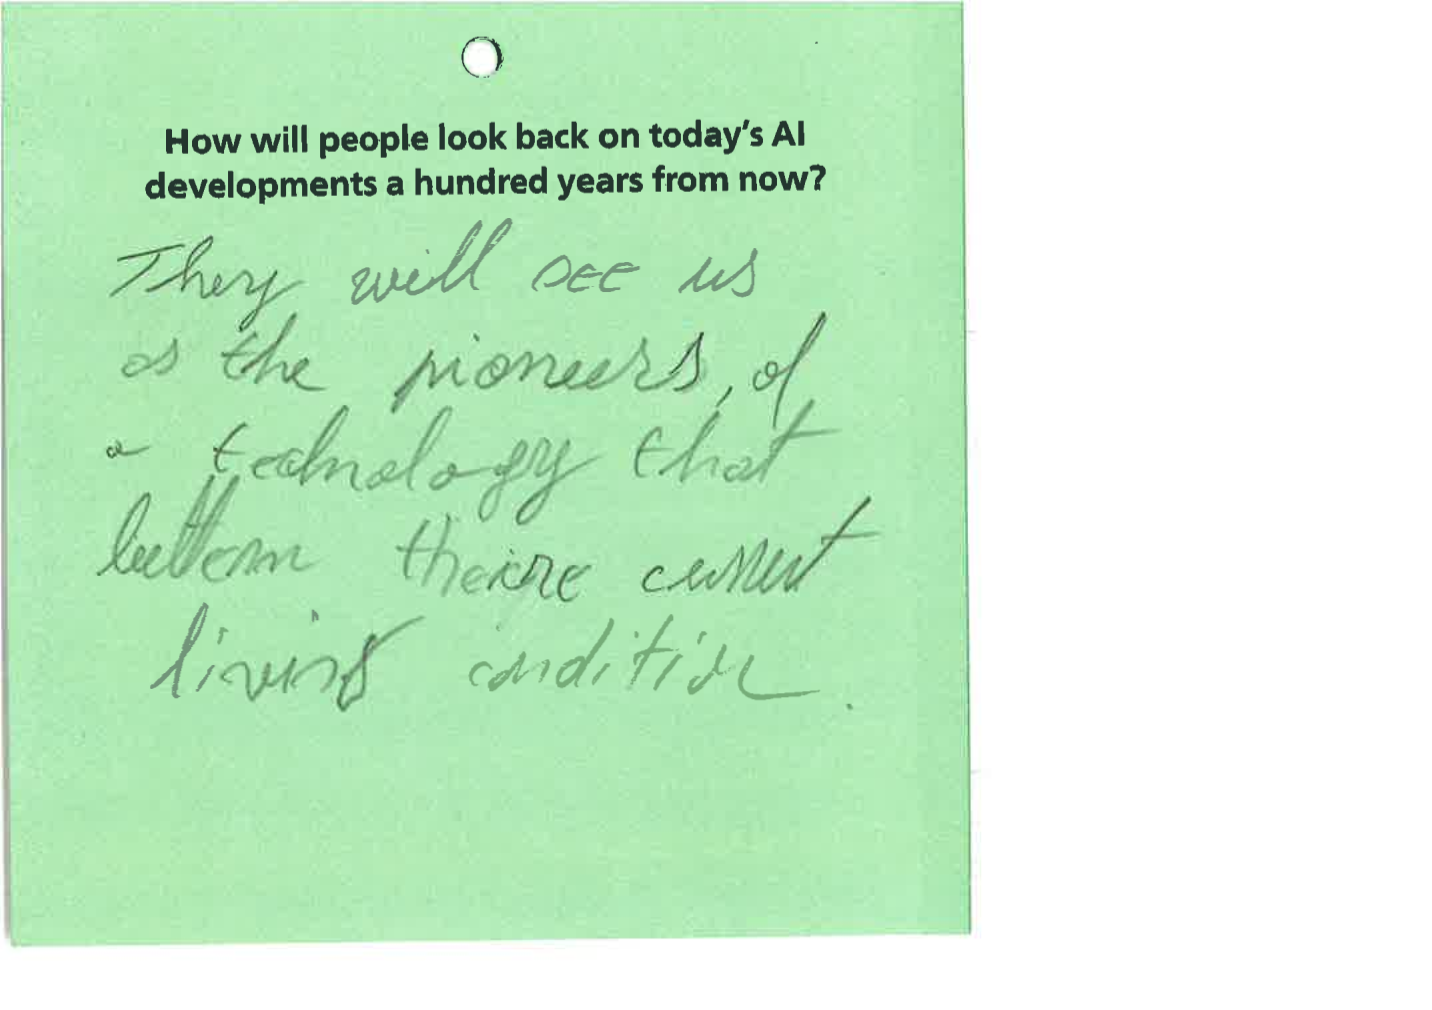 How will people look back on today's AI
developments a hundred years from now?
They will see us
as the pioneers, of
a technology that
bettern theire current
living condition.